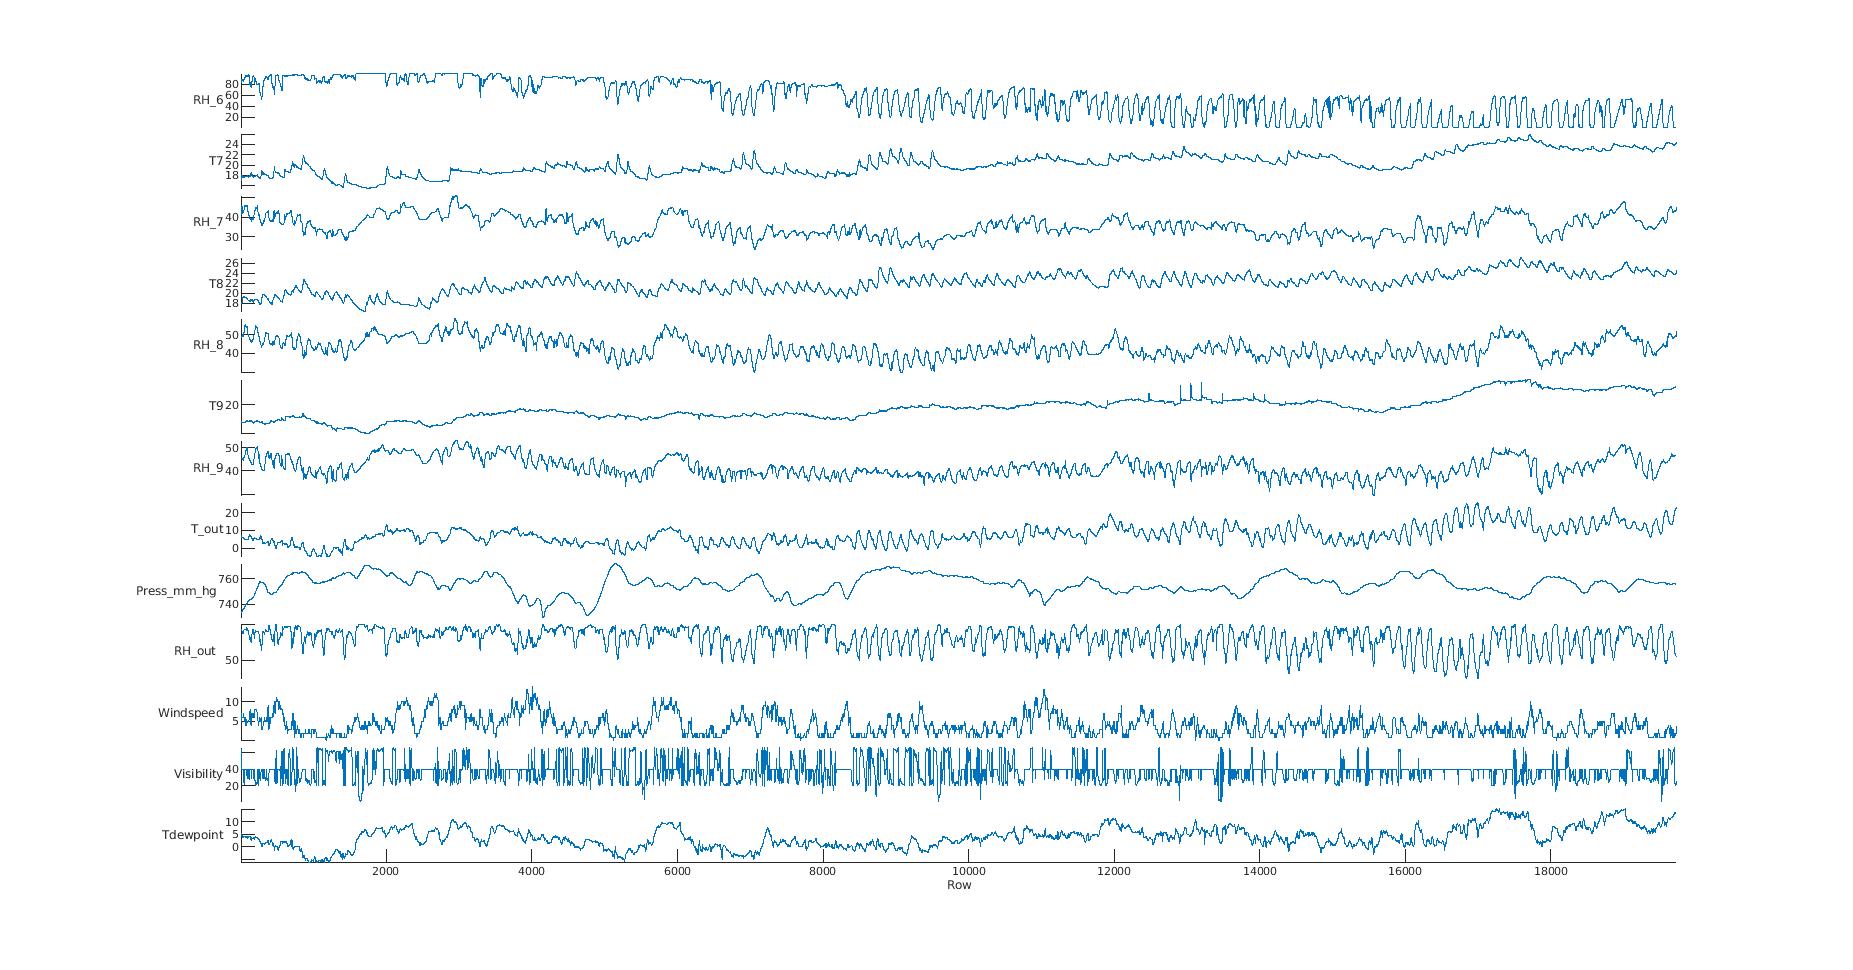 RH_6 80 60 40 20
T7 24 22 20 18
RH_7 40 30
T8 26 24 22 20 18
RH_8 50 40
T9 20
RH_9 50 40
T_out 20 10 0
Press_mm_hg 760 740
RH_out 50
Windspeed 10 5
Visibility 40 20
Tdewpoint 10 5 0
2000 4000 6000 8000 10000 12000 14000 16000 18000
Row